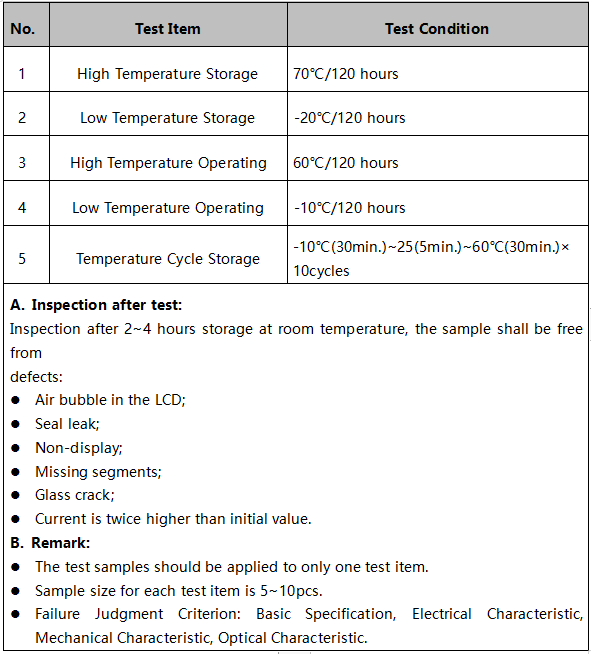 No. Test Item Test Condition
1 High Temperature Storage 70℃/120 hours
2 Low Temperature Storage -20℃/120 hours
3 High Temperature Operating 60℃/120 hours
4 Low Temperature Operating -10℃/120 hours
5 Temperature Cycle Storage -10℃(30min.)~25(5min.)~60℃(30min.)×
10cycles
A. Inspection after test:
Inspection after 2~4 hours storage at room temperature, the sample shall be free
from
defects:
● Air bubble in the LCD;
● Seal leak;
● Non-display;
● Missing segments;
● Glass crack;
● Current is twice higher than initial value.
B. Remark:
● The test samples should be applied to only one test item.
● Sample size for each test item is 5~10pcs.
● Failure Judgment Criterion: Basic Specification, Electrical Characteristic,
Mechanical Characteristic, Optical Characteristic.